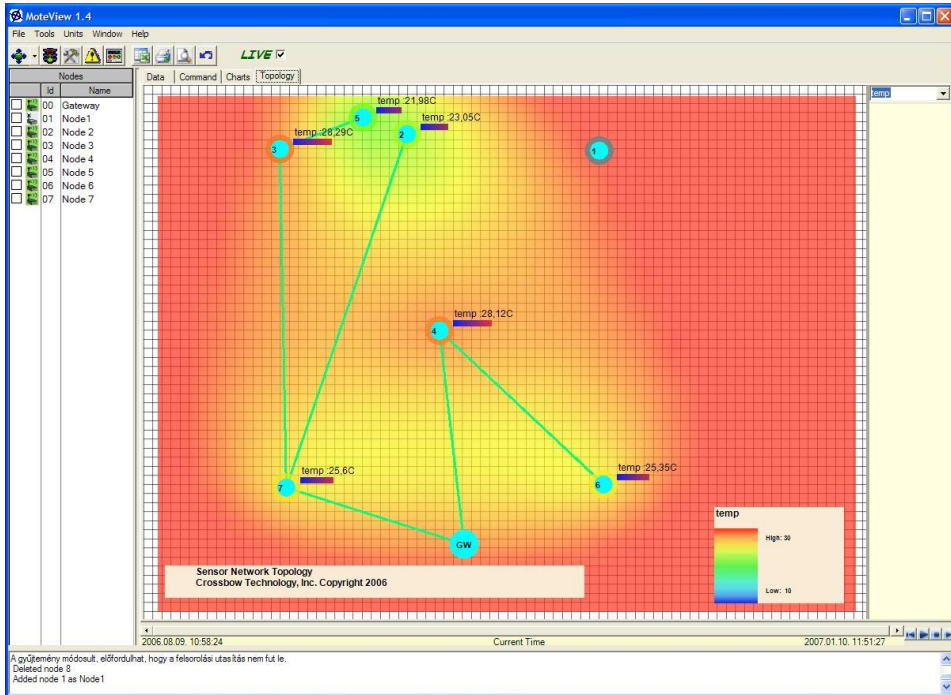 MoteView 1.4
File Tools Units Window Help
LIVE
Nodes
Id Name
00 Gateway
01 Node1
02 Node 2
03 Node 3
04 Node 4
05 Node 5
06 Node 6
07 Node 7
Data Command Charts Topology
temp
temp :21,98C
5
temp :23,05C
2
temp :28,29C
3
1
temp :28,12C
4
temp :25,6C
7
temp :25,35C
6
GW
temp
High: 30
Low: 10
Sensor Network Topology
Crossbow Technology, Inc. Copyright 2006
2006.08.09. 10:58:24 Current Time 2007.01.10. 11:51:27
A gyűjtemény módosult, előfordulhat, hogy a felsorolási utasítás nem fut le.
Deleted node 8
Added node 1 as Node1